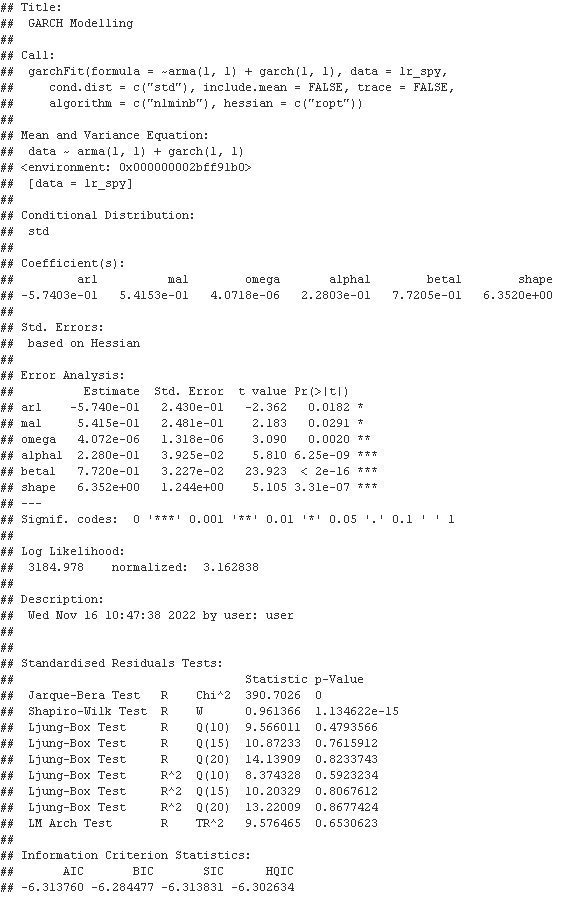 ## Title:
##  GARCH Modelling
##
## Call:
##  garchFit(formula = ~arma(1, 1) + garch(1, 1), data = lr_spy,
##     cond.dist = c("std"), include.mean = FALSE, trace = FALSE,
##     algorithm = c("nlminb"), hessian = c("ropt"))
##
## Mean and Variance Equation:
##  data ~ arma(1, 1) + garch(1, 1)
## <environment: 0x000000002bff91b0>
##  [data = lr_spy]
##
## Conditional Distribution:
##  std
##
## Coefficient(s):
##         ar1          ma1        omega       alpha1        beta1        shape
## -5.7403e-01   5.4153e-01   4.0718e-06   2.2803e-01   7.7205e-01   6.3520e+00
##
## Std. Errors:
##  based on Hessian
##
## Error Analysis:
##          Estimate  Std. Error  t value Pr(>|t|)
## ar1    -5.740e-01   2.430e-01   -2.362   0.0182 *
## ma1     5.415e-01   2.481e-01    2.183   0.0291 *
## omega   4.072e-06   1.318e-06    3.090   0.0020 **
## alpha1  2.280e-01   3.925e-02    5.810 6.25e-09 ***
## beta1   7.720e-01   3.227e-02   23.923  < 2e-16 ***
## shape   6.352e+00   1.244e+00    5.105 3.31e-07 ***
## ---
## Signif. codes:  0 '***' 0.001 '**' 0.01 '*' 0.05 '.' 0.1 ' ' 1
##
## Log Likelihood:
##  3184.978    normalized:  3.162838
##
## Description:
##  Wed Nov 16 10:47:38 2022 by user: user
##
##
## Standardised Residuals Tests:
##                                 Statistic p-Value
##  Jarque-Bera Test   R    Chi^2  390.7026  0
##  Shapiro-Wilk Test  R    W      0.961366  1.134622e-15
##  Ljung-Box Test     R    Q(10)  9.566011  0.4793566
##  Ljung-Box Test     R    Q(15)  10.87233  0.7615912
##  Ljung-Box Test     R    Q(20)  14.13909  0.8233743
##  Ljung-Box Test     R^2  Q(10)  8.374328  0.5923234
##  Ljung-Box Test     R^2  Q(15)  10.20329  0.8067612
##  Ljung-Box Test     R^2  Q(20)  13.22009  0.8677424
##  LM Arch Test       R    TR^2   9.576465  0.6530623
##
## Information Criterion Statistics:
##       AIC       BIC       SIC      HQIC
## -6.313760 -6.284477 -6.313831 -6.302634